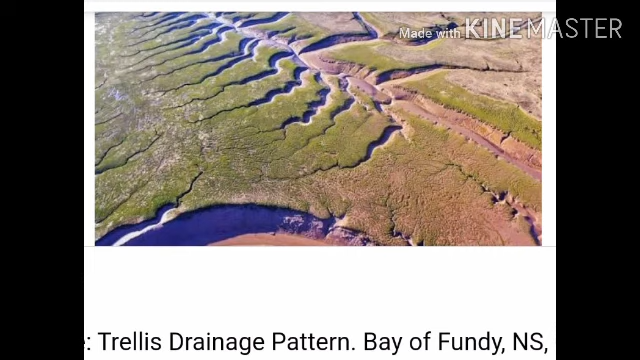 Made with KINEMASTER
: Trellis Drainage Pattern. Bay of Fundy, NS,